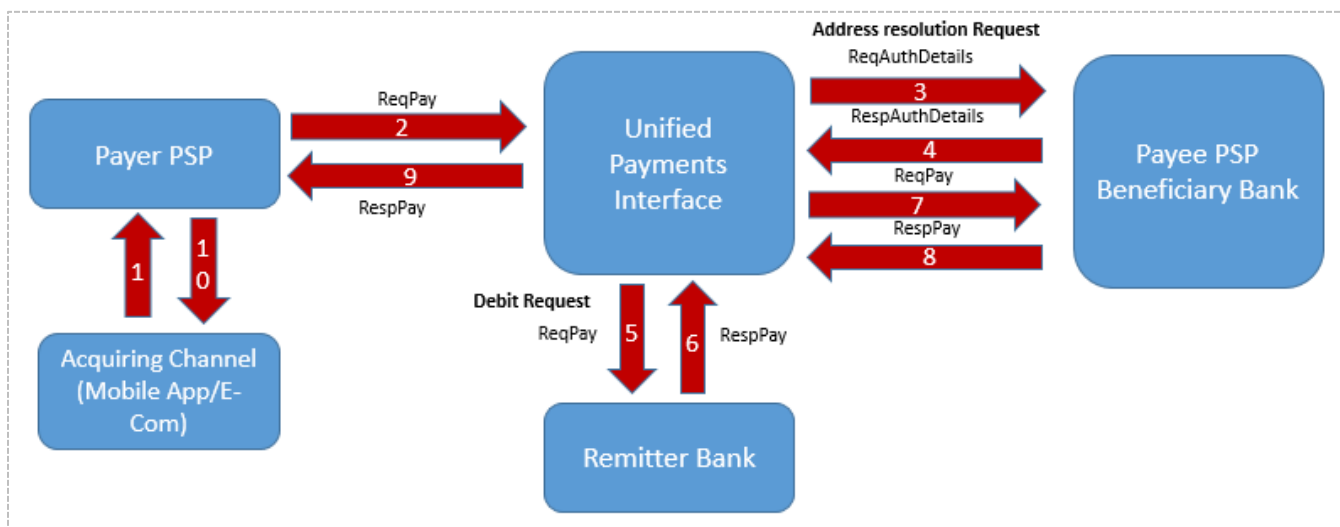 Address resolution Request
ReqAuthDetails
3
RespAuthDetails
4
ReqPay
7
RespPay
8
ReqPay
2
9
RespPay
Payer PSP
Unified
Payments
Interface
Payee PSP
Beneficiary Bank
1
1
0
Debit Request
ReqPay
5
6
RespPay
Acquiring Channel
(Mobile App/E-
Com)
Remitter Bank